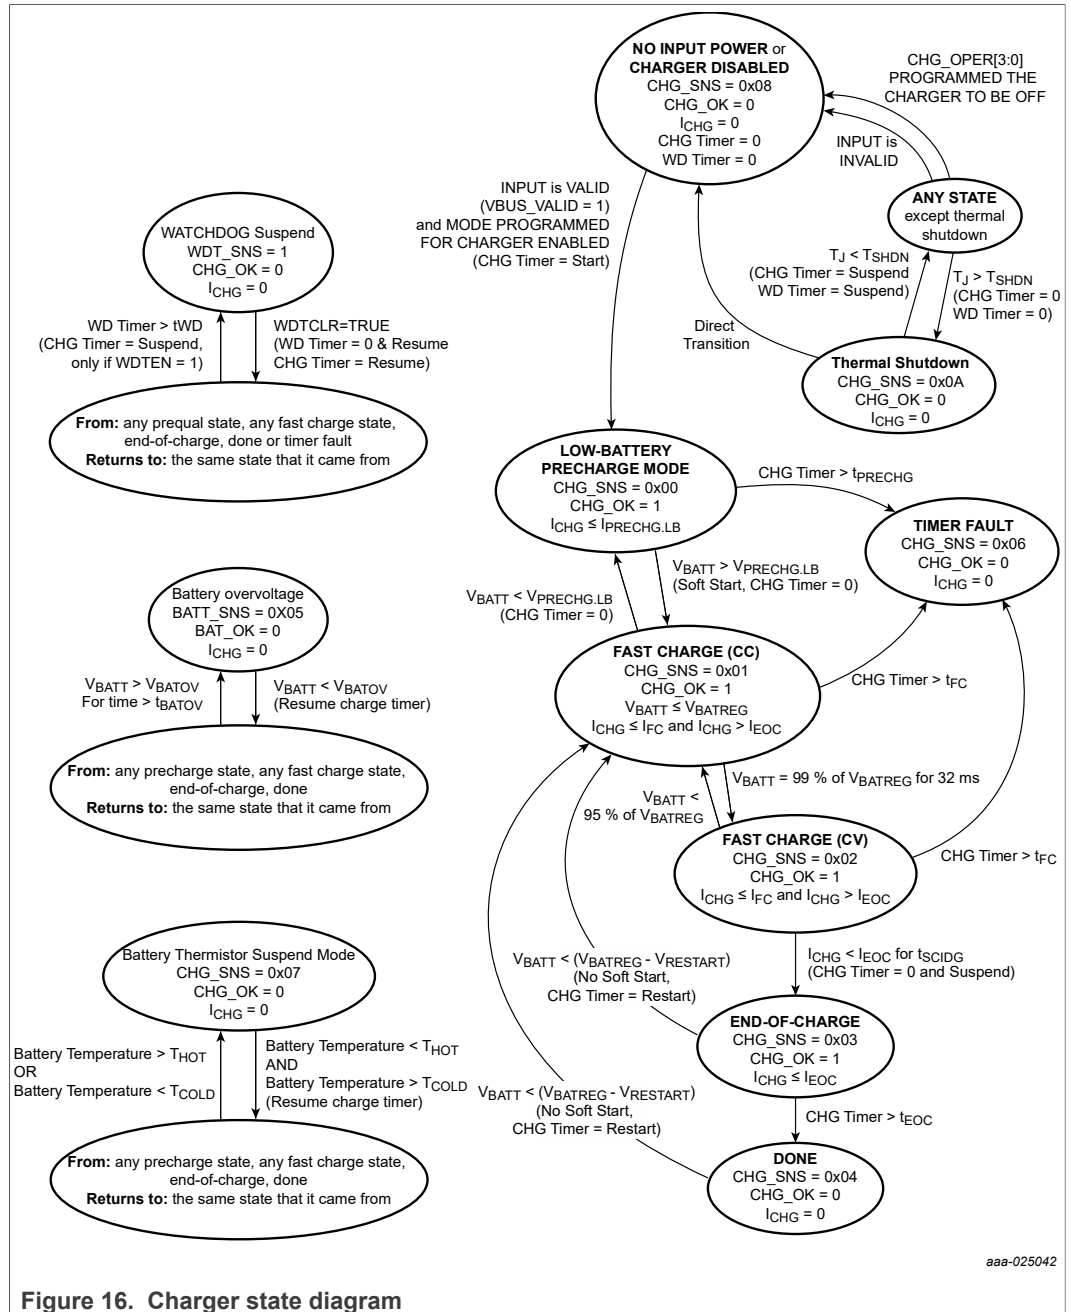 NO INPUT POWER or
CHARGER DISABLED
CHG_SNS = 0x08
CHG_OK = 0
ICHG = 0
CHG Timer = 0
WD Timer = 0
CHG_OPER[3:0]
PROGRAMMED THE
CHARGER TO BE OFF
INPUT is
INVALID
ANY STATE
except thermal
shutdown
INPUT is VALID
(VBUS_VALID = 1)
and MODE PROGRAMMED
FOR CHARGER ENABLED
(CHG Timer = Start)
TJ < TSHDN
(CHG Timer = Suspend
WD Timer = Suspend)
TJ > TSHDN
(CHG Timer = 0
WD Timer = 0)
Direct
Transition
Thermal Shutdown
CHG_SNS = 0x0A
CHG_OK = 0
ICHG = 0
WATCHDOG Suspend
WDT_SNS = 1
CHG_OK = 0
ICHG = 0
WD Timer > tWD
(CHG Timer = Suspend,
only if WDTEN = 1)
WDTCLR=TRUE
(WD Timer = 0 & Resume
CHG Timer = Resume)
From: any prequal state, any fast charge state,
end-of-charge, done or timer fault
Returns to: the same state that it came from
LOW-BATTERY
PRECHARGE MODE
CHG_SNS = 0x00
CHG_OK = 1
ICHG ≤ IPRECHG.LB
CHG Timer > tPRECHG
TIMER FAULT
CHG_SNS = 0x06
CHG_OK = 0
ICHG = 0
VBATT > VPRECHG.LB
(Soft Start, CHG Timer = 0)
VBATT < VPRECHG.LB
(CHG Timer = 0)
Battery overvoltage
BATT_SNS = 0X05
BAT_OK = 0
ICHG = 0
VBATT > VBATOV
For time > tBATOV
VBATT < VBATOV
(Resume charge timer)
From: any precharge state, any fast charge state,
end-of-charge, done
Returns to: the same state that it came from
FAST CHARGE (CC)
CHG_SNS = 0x01
CHG_OK = 1
VBATT ≤ VBATREG
ICHG ≤ IFC and ICHG > IEOC
CHG Timer > tFC
VBATT = 99 % of VBATREG for 32 ms
VBATT <
95 % of VBATREG
FAST CHARGE (CV)
CHG_SNS = 0x02
CHG_OK = 1
ICHG ≤ IFC and ICHG > IEOC
CHG Timer > tFC
ICHG < IEOC for tSCIDG
(CHG Timer = 0 and Suspend)
VBATT < (VBATREG - VRESTART)
(No Soft Start,
CHG Timer = Restart)
END-OF-CHARGE
CHG_SNS = 0x03
CHG_OK = 1
ICHG ≤ IEOC
CHG Timer > tEOC
VBATT < (VBATREG - VRESTART)
(No Soft Start,
CHG Timer = Restart)
DONE
CHG_SNS = 0x04
CHG_OK = 0
ICHG = 0
Battery Thermistor Suspend Mode
CHG_SNS = 0x07
CHG_OK = 0
ICHG = 0
Battery Temperature > THOT
OR
Battery Temperature < TCOLD
Battery Temperature < THOT
AND
Battery Temperature > TCOLD
(Resume charge timer)
From: any precharge state, any fast charge state,
end-of-charge, done
Returns to: the same state that it came from
aaa-025042
Figure 16. Charger state diagram